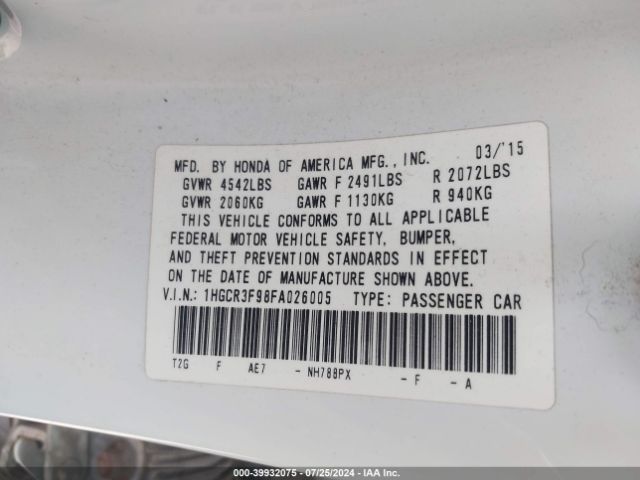 MFD. BY HONDA OF AMERICA MFG., INC. 03/'15
GVWR 4542LBS GAWR F 2491LBS R 2072LBS
GVWR 2060KG GAWR F 1130KG R 940KG
THIS VEHICLE CONFORMS TO ALL APPLICABLE
FEDERAL MOTOR VEHICLE SAFETY, BUMPER,
AND THEFT PREVENTION STANDARDS IN EFFECT
ON THE DATE OF MANUFACTURE SHOWN ABOVE.
V.I.N.: 1HGCR3F98FA026005 TYPE: PASSENGER CAR
T2G F AE7 - NH788PX - F - A
000-39932075 - 07/25/2024 - IAA Inc.